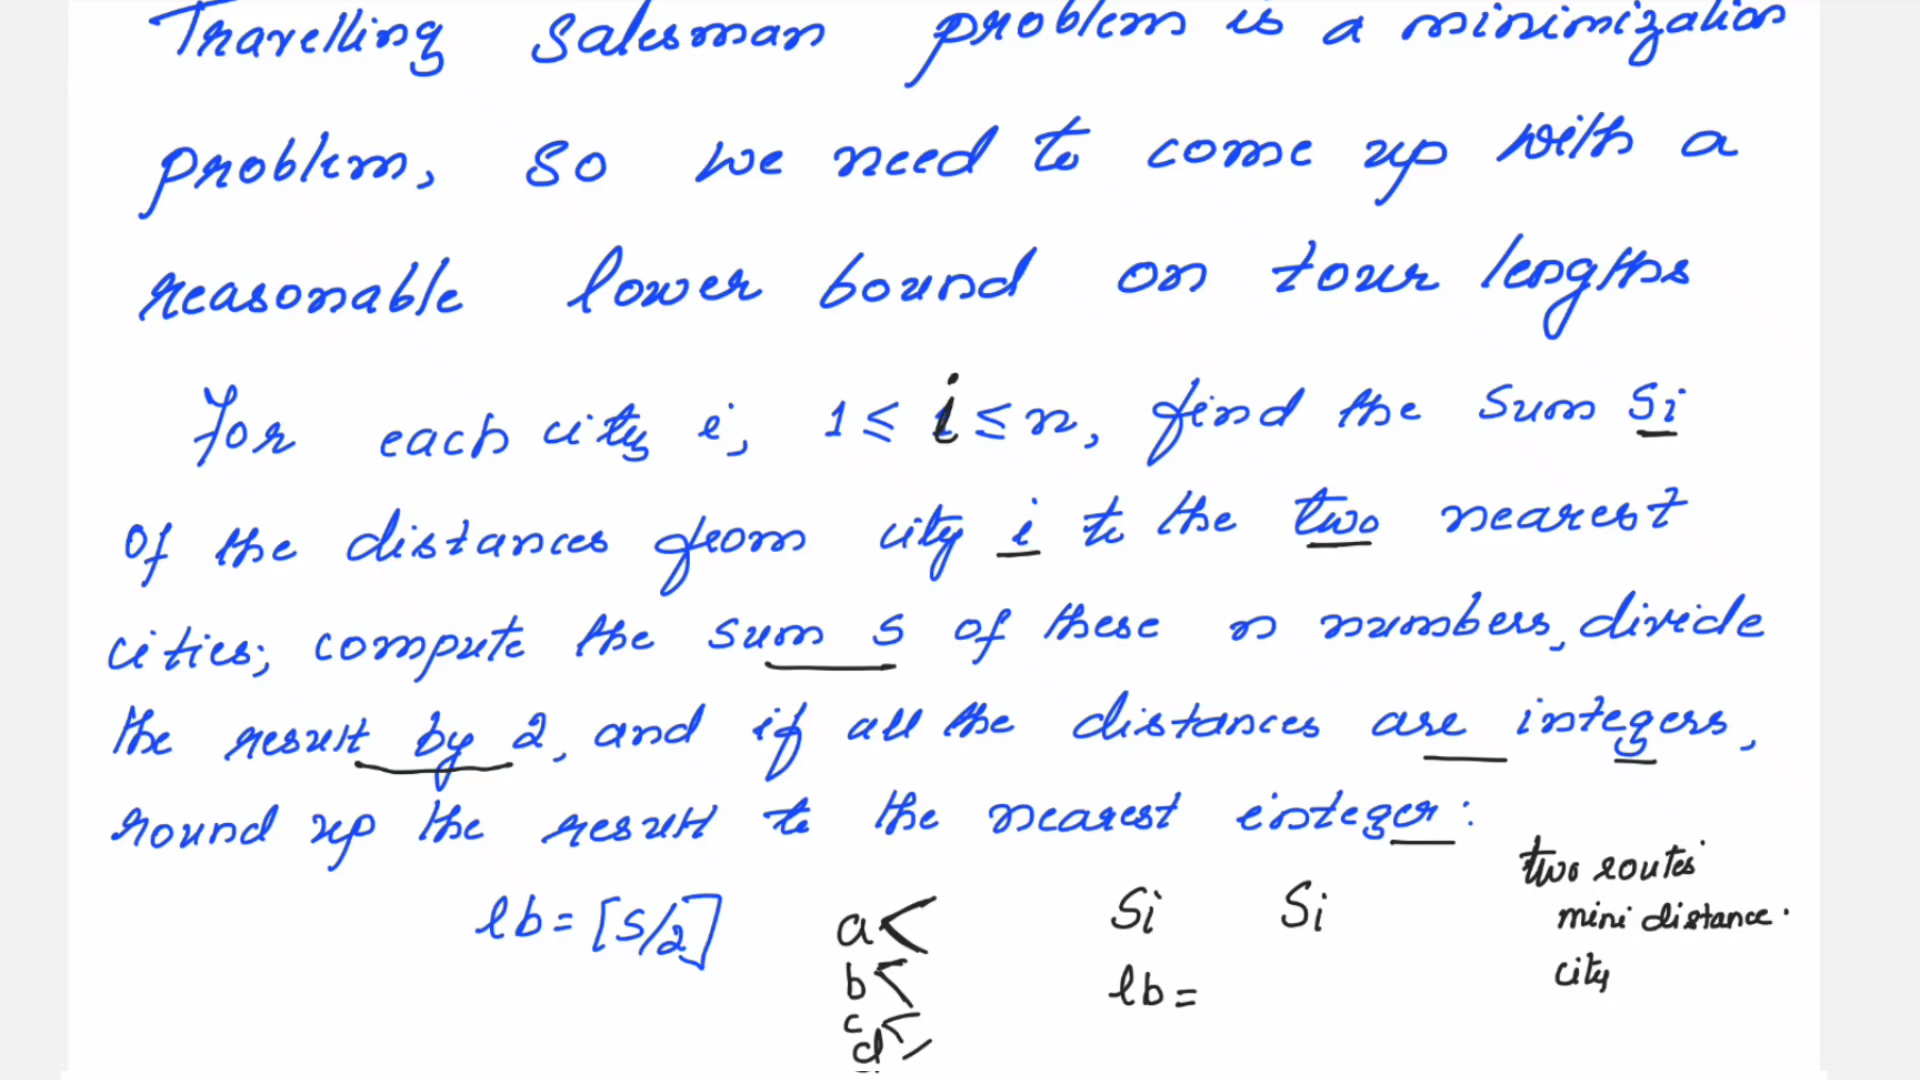 Travelling Salesman problem is a minimization
problem, so we need to come up with a
reasonable lower bound on tour lengths
For each city i, 1 ≤ i ≤ n, find the sum Si
of the distances from city i to the two nearest
cities; compute the sum s of these n numbers, divide
the result by 2, and if all the distances are integers,
round up the result to the nearest integer:
lb = [S/2]
a<
b<
c<
d<
Si Si
lb =
two routes
mini distance.
city